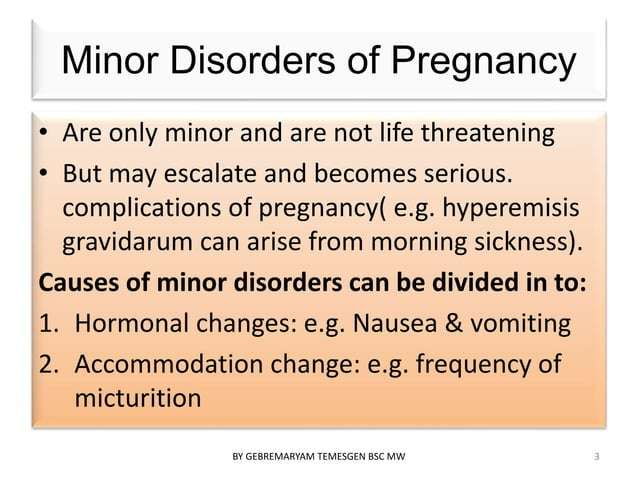 Minor Disorders of Pregnancy
• Are only minor and are not life threatening
• But may escalate and becomes serious.
complications of pregnancy( e.g. hyperemisis
gravidarum can arise from morning sickness).
Causes of minor disorders can be divided in to:
1. Hormonal changes: e.g. Nausea & vomiting
2. Accommodation change: e.g. frequency of
micturition
BY GEBREMARYAM TEMESGEN BSC MW
3